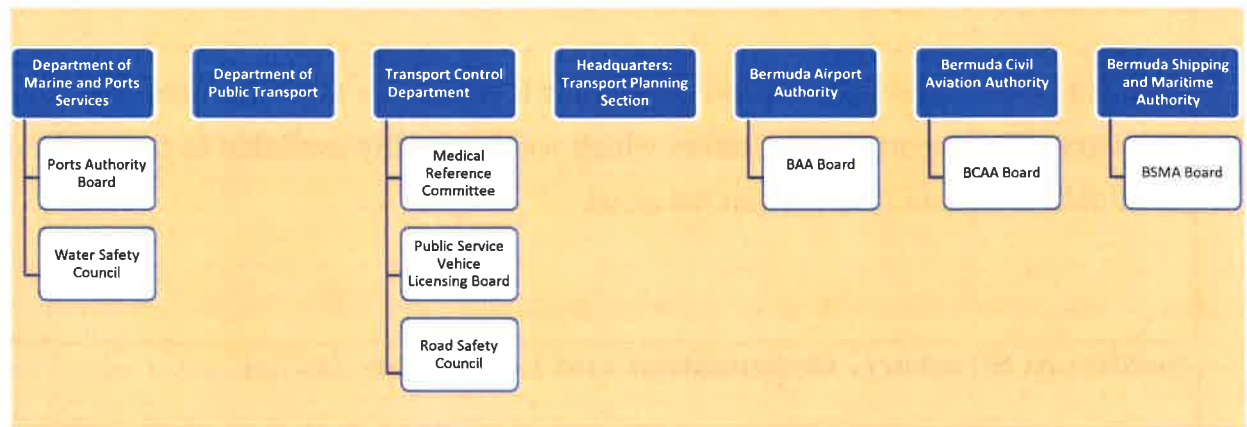 Department of
Marine and Ports
Services
Ports Authority
Board
Water Safety
Council
Department of
Public Transport
Transport Control
Department
Medical
Reference
Committee
Public Service
Vehice
Licensing Board
Road Safety
Council
Headquarters:
Transport Planning
Section
Bermuda Airport
Authority
BAA Board
Bermuda Civil
Aviation Authority
BCAA Board
Bermuda Shipping
and Maritime
Authority
BSMA Board